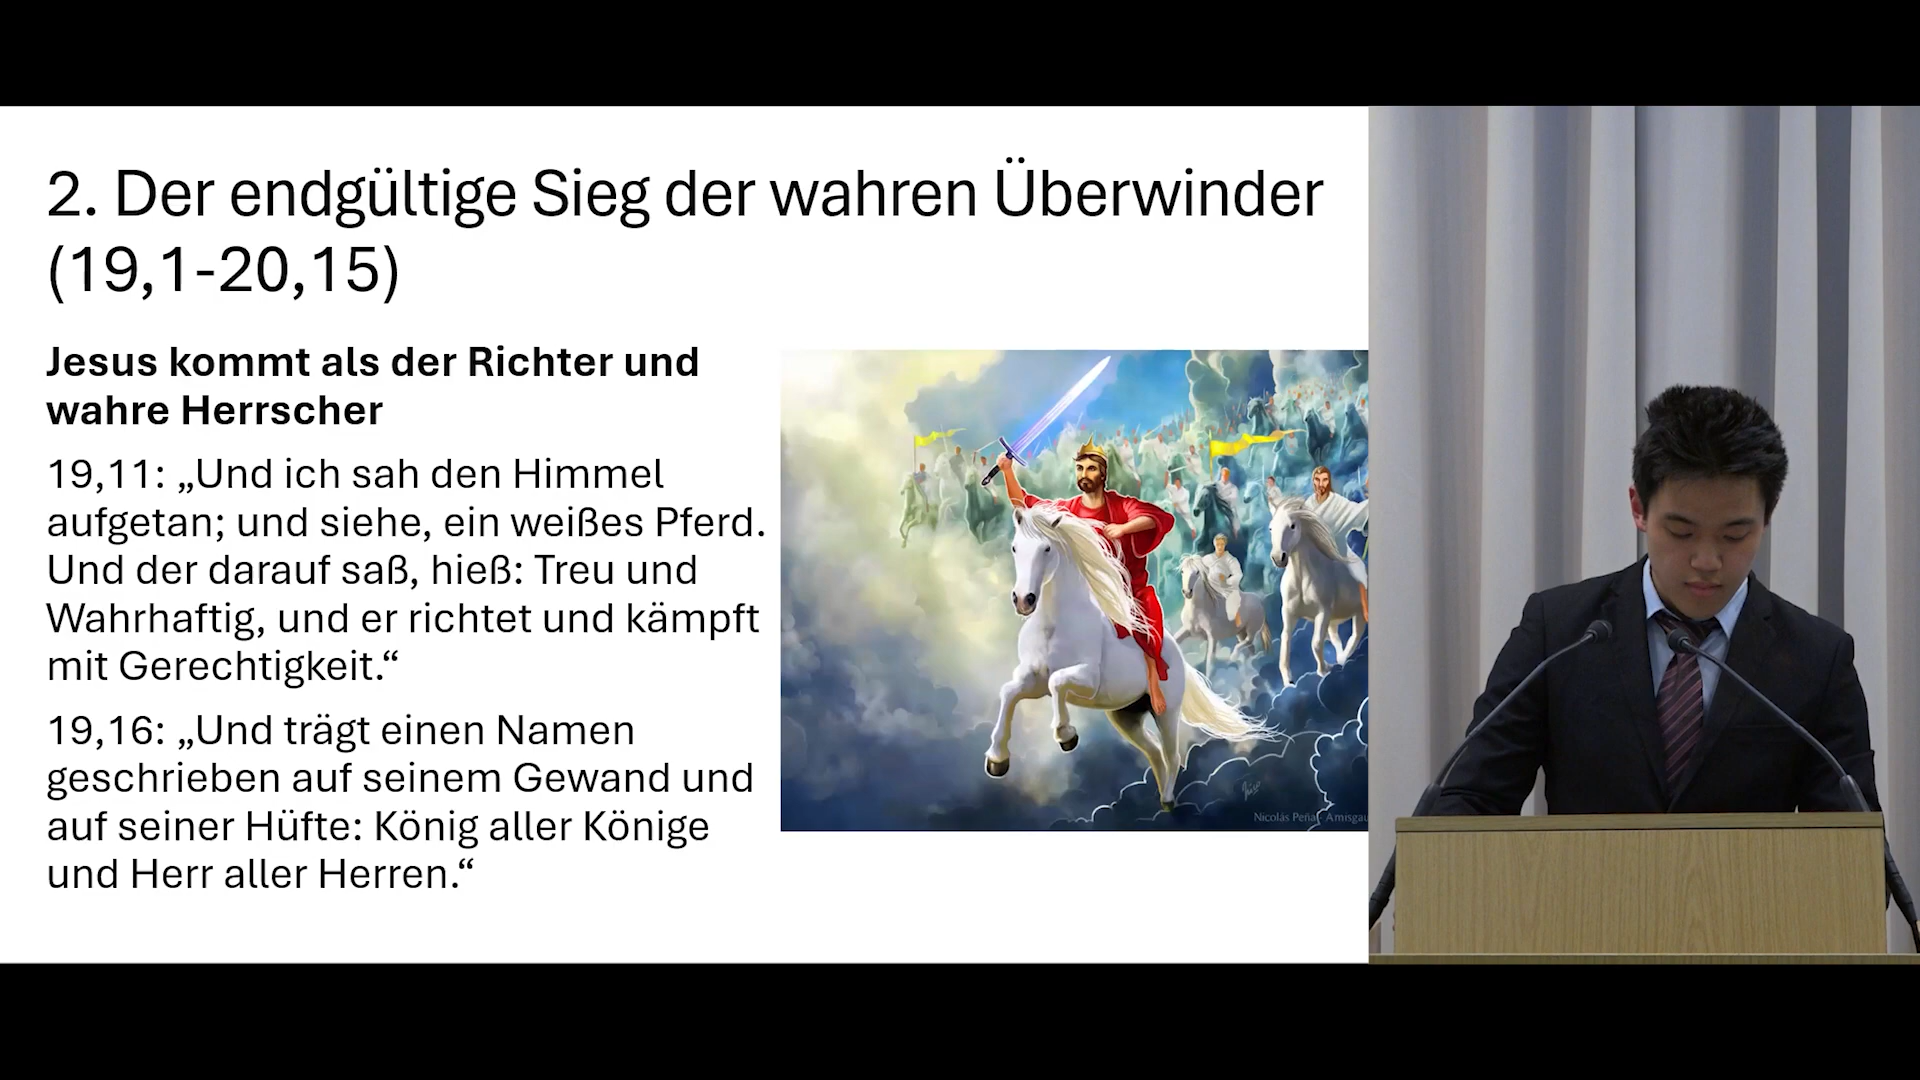 2. Der endgültige Sieg der wahren Überwinder
(19,1-20,15)
Jesus kommt als der Richter und
wahre Herrscher
19,11: „Und ich sah den Himmel
aufgetan; und siehe, ein weißes Pferd.
Und der darauf saß, hieß: Treu und
Wahrhaftig, und er richtet und kämpft
mit Gerechtigkeit.“
19,16: „Und trägt einen Namen
geschrieben auf seinem Gewand und
auf seiner Hüfte: König aller Könige
und Herr aller Herren.“
Nicolás Peña